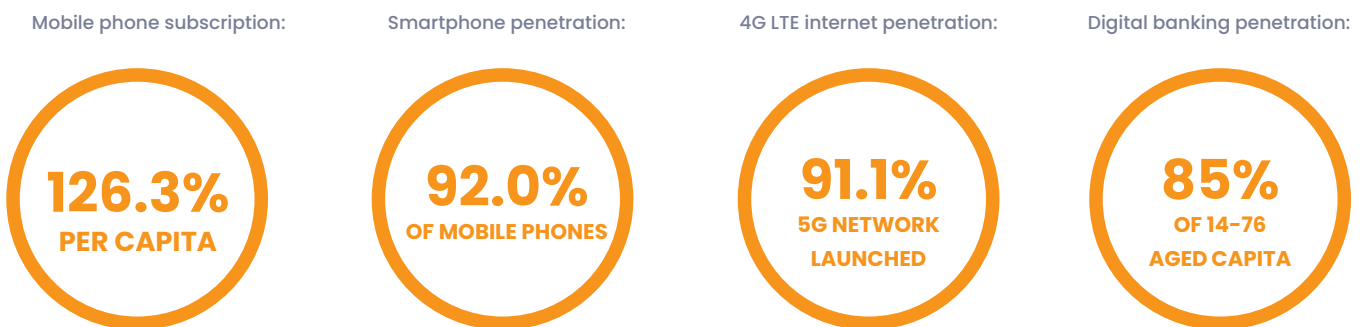 Mobile phone subscription:
126.3%
PER CAPITA
Smartphone penetration:
92.0%
OF MOBILE PHONES
4G LTE internet penetration:
91.1%
5G NETWORK
LAUNCHED
Digital banking penetration:
85%
OF 14-76
AGED CAPITA